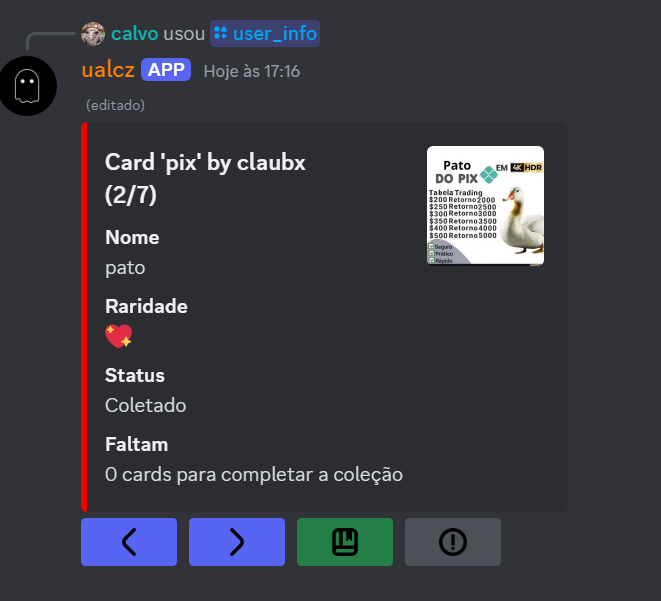 calvo usou user_info
ualcz APP Hoje às 17:16
(editado)
Card 'pix' by claubx
(2/7)
Pato
DO PIX EM 4K HDR
Tabela Trading
$200 Retorno 2000
$250 Retorno 2500
$300 Retorno 3000
$350 Retorno 3500
$400 Retorno 4000
$500 Retorno 5000
Seguro
Prático
Rápido
Nome
pato
Raridade
Status
Coletado
Faltam
0 cards para completar a coleção